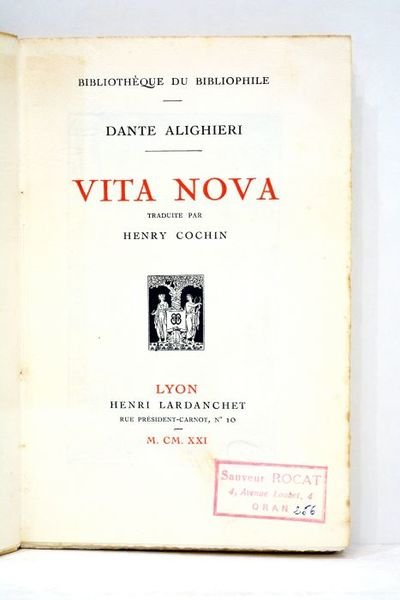 BIBLIOTHÈQUE DU BIBLIOPHILE
DANTE ALIGHIERI
VITA NOVA
TRADUITE PAR
HENRY COCHIN
LYON
HENRI LARDANCHET
RUE PRÉSIDENT-CARNOT, N° 10
M. CM. XXI
Sauveur ROCAT
4, Avenue Loubet, 4
ORAN 256